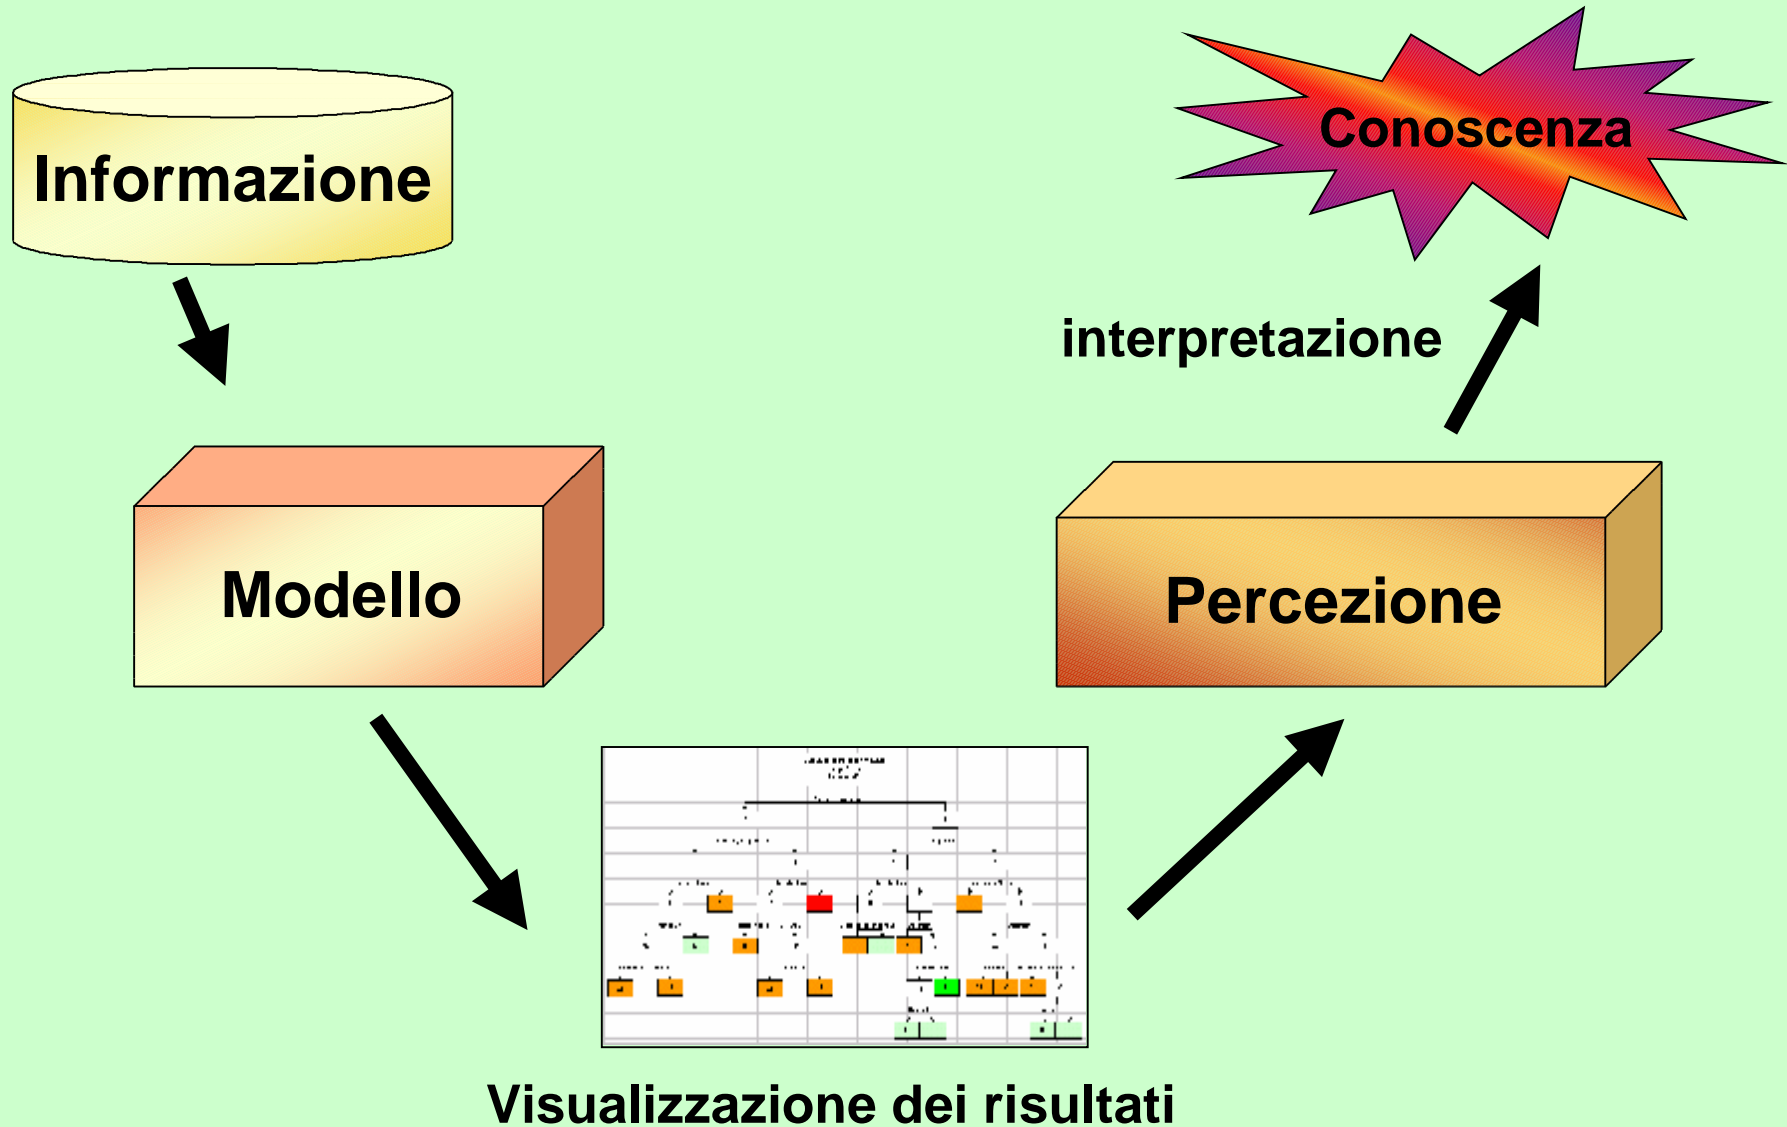 Informazione
Conoscenza
interpretazione
Modello
Percezione
Visualizzazione dei risultati